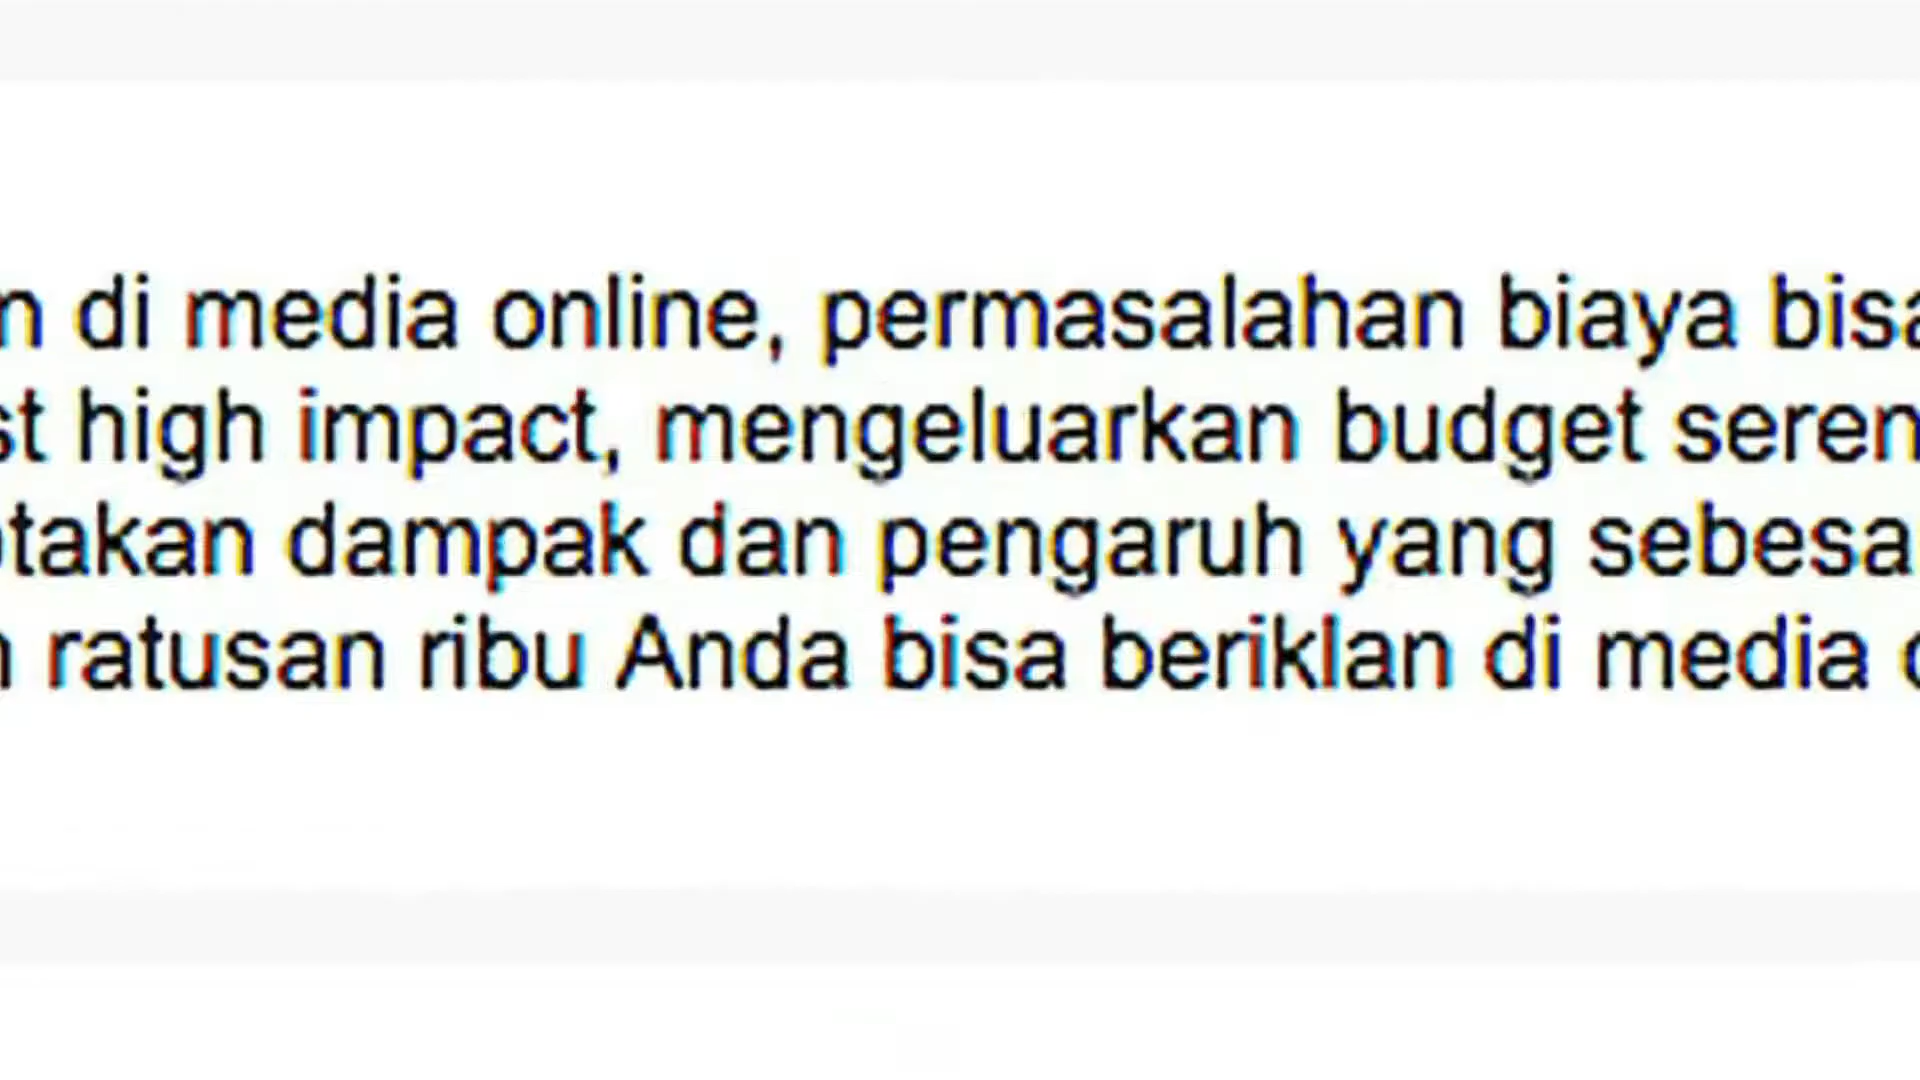 n di media online, permasalahan biaya bisa
st high impact, mengeluarkan budget seren
takan dampak dan pengaruh yang sebesa
ratusan ribu Anda bisa beriklan di media